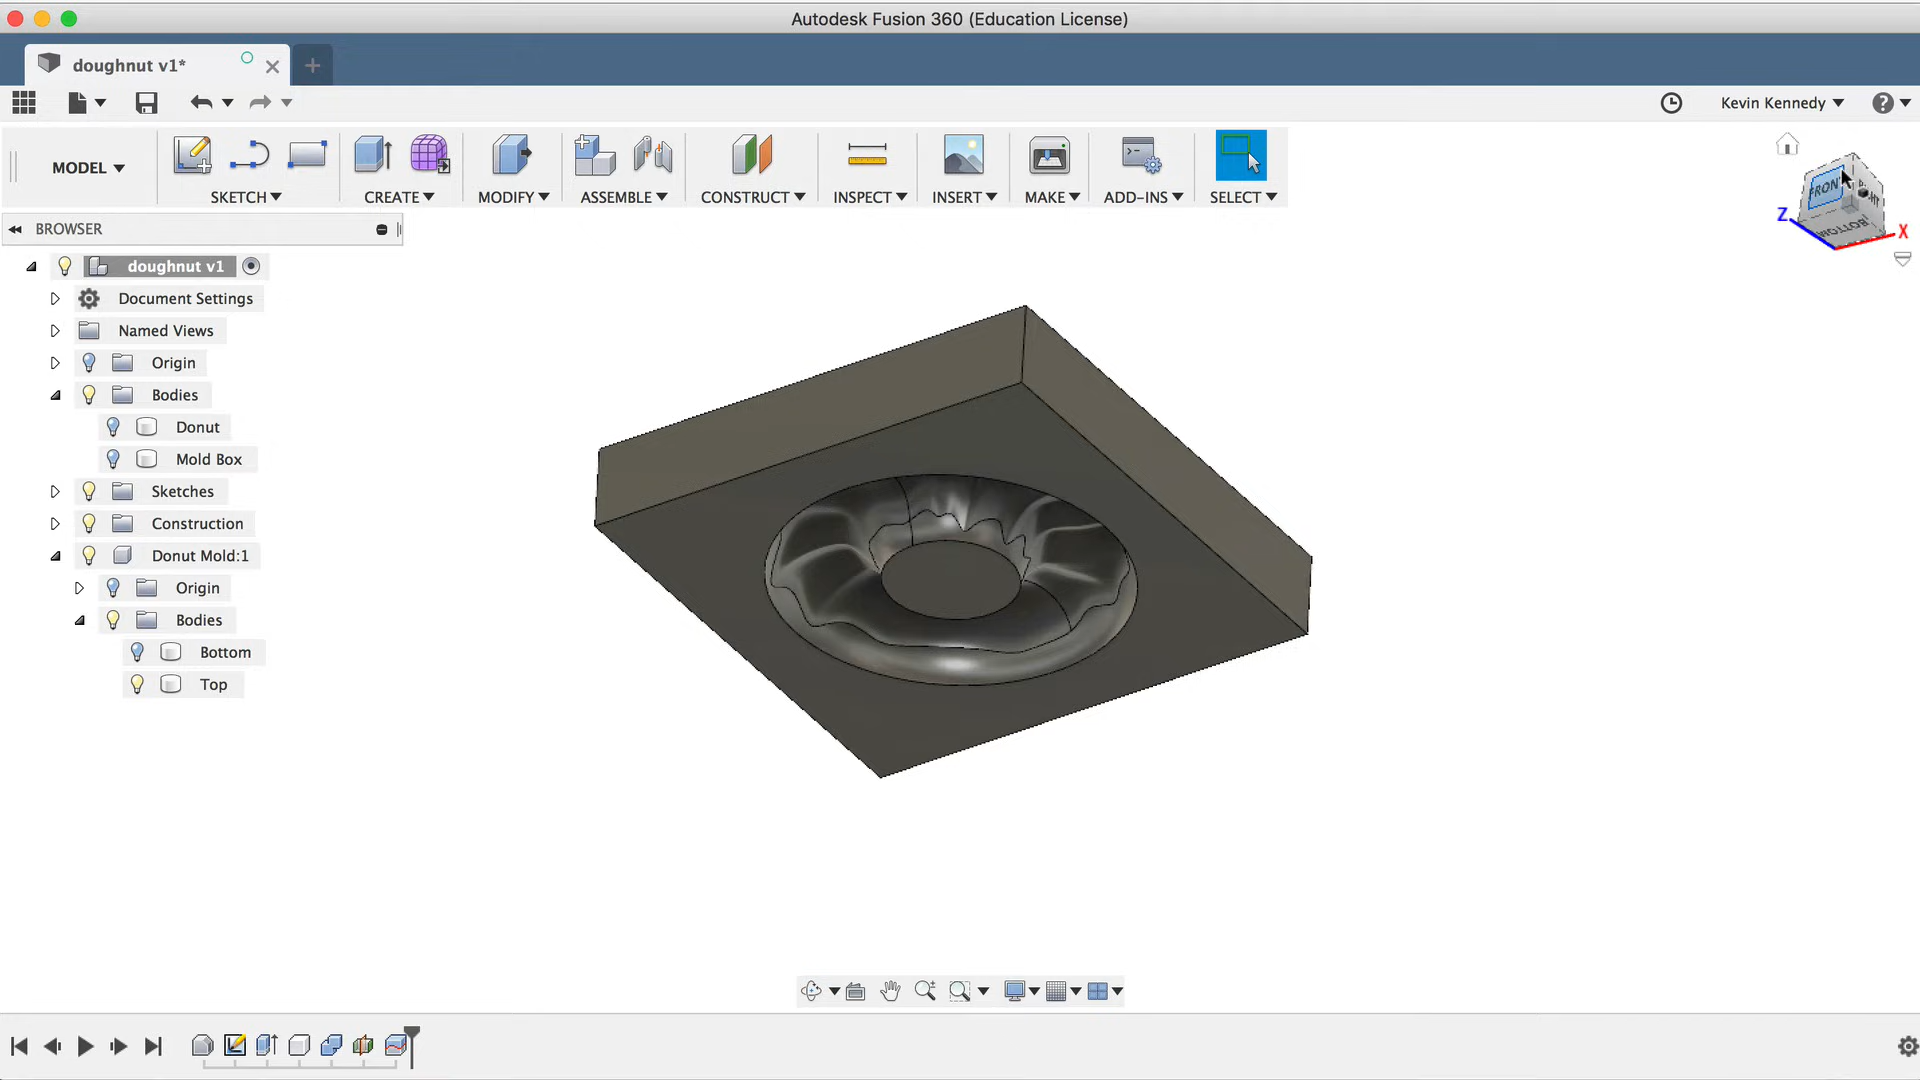 Autodesk Fusion 360 (Education License)
doughnut v1*
Kevin Kennedy
MODEL
SKETCH
CREATE
MODIFY
ASSEMBLE
CONSTRUCT
INSPECT
INSERT
MAKE
ADD-INS
SELECT
FRONT
BOTTOM
Z
X
BROWSER
doughnut v1
Document Settings
Named Views
Origin
Bodies
Donut
Mold Box
Sketches
Construction
Donut Mold:1
Origin
Bodies
Bottom
Top